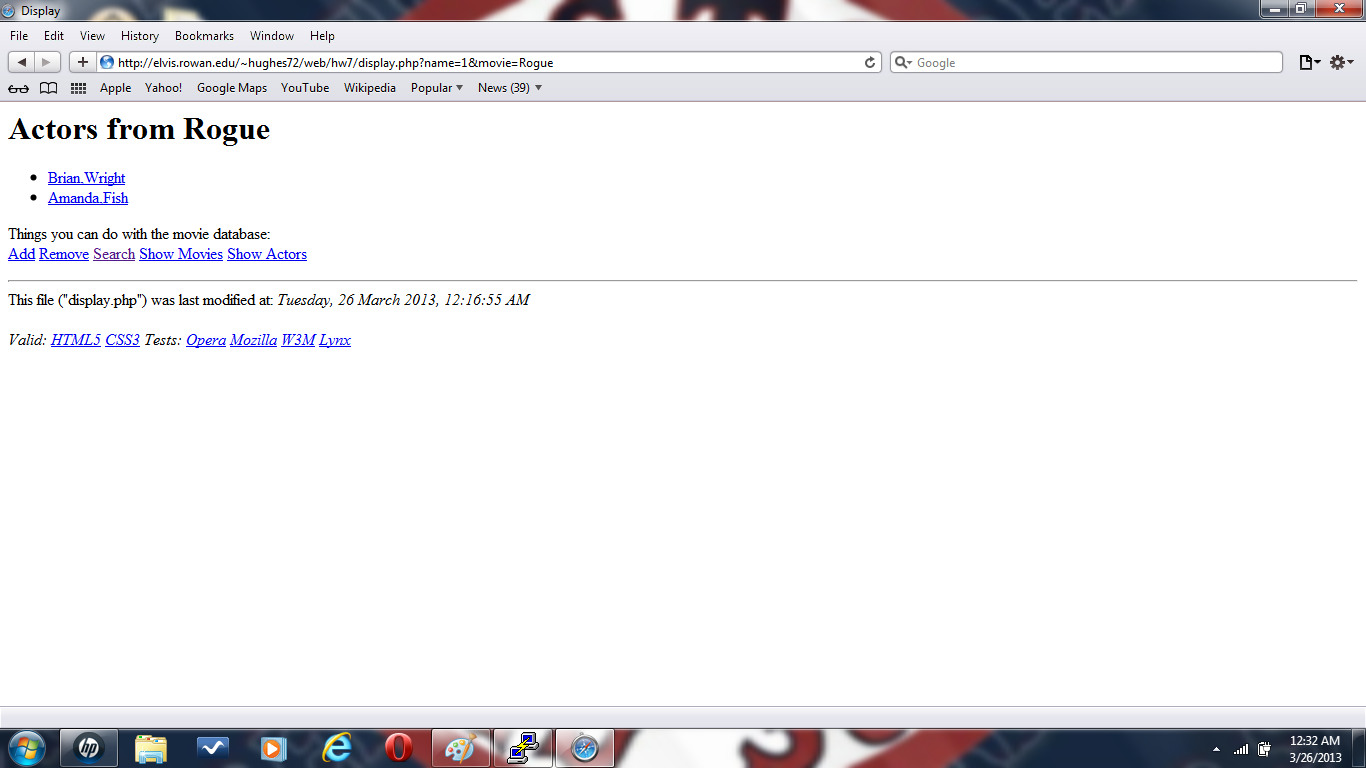 Display
File Edit View History Bookmarks Window Help
http://elvis.rowan.edu/~hughes72/web/hw7/display.php?name=1&movie=Rogue
Google
Apple Yahoo! Google Maps YouTube Wikipedia Popular News (39)
Actors from Rogue
Brian.Wright
Amanda.Fish
Things you can do with the movie database:
Add Remove Search Show Movies Show Actors
This file ("display.php") was last modified at: Tuesday, 26 March 2013, 12:16:55 AM
Valid: HTML5 CSS3 Tests: Opera Mozilla W3M Lynx
hp
12:32 AM
3/26/2013